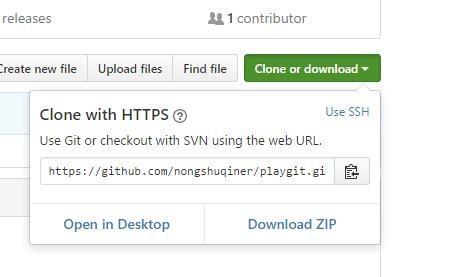 releases
1 contributor
Create new file
Upload files
Find file
Clone or download
Clone with HTTPS ?
Use SSH
Use Git or checkout with SVN using the web URL.
https://github.com/nongshuqiner/playgit.gi
Open in Desktop
Download ZIP